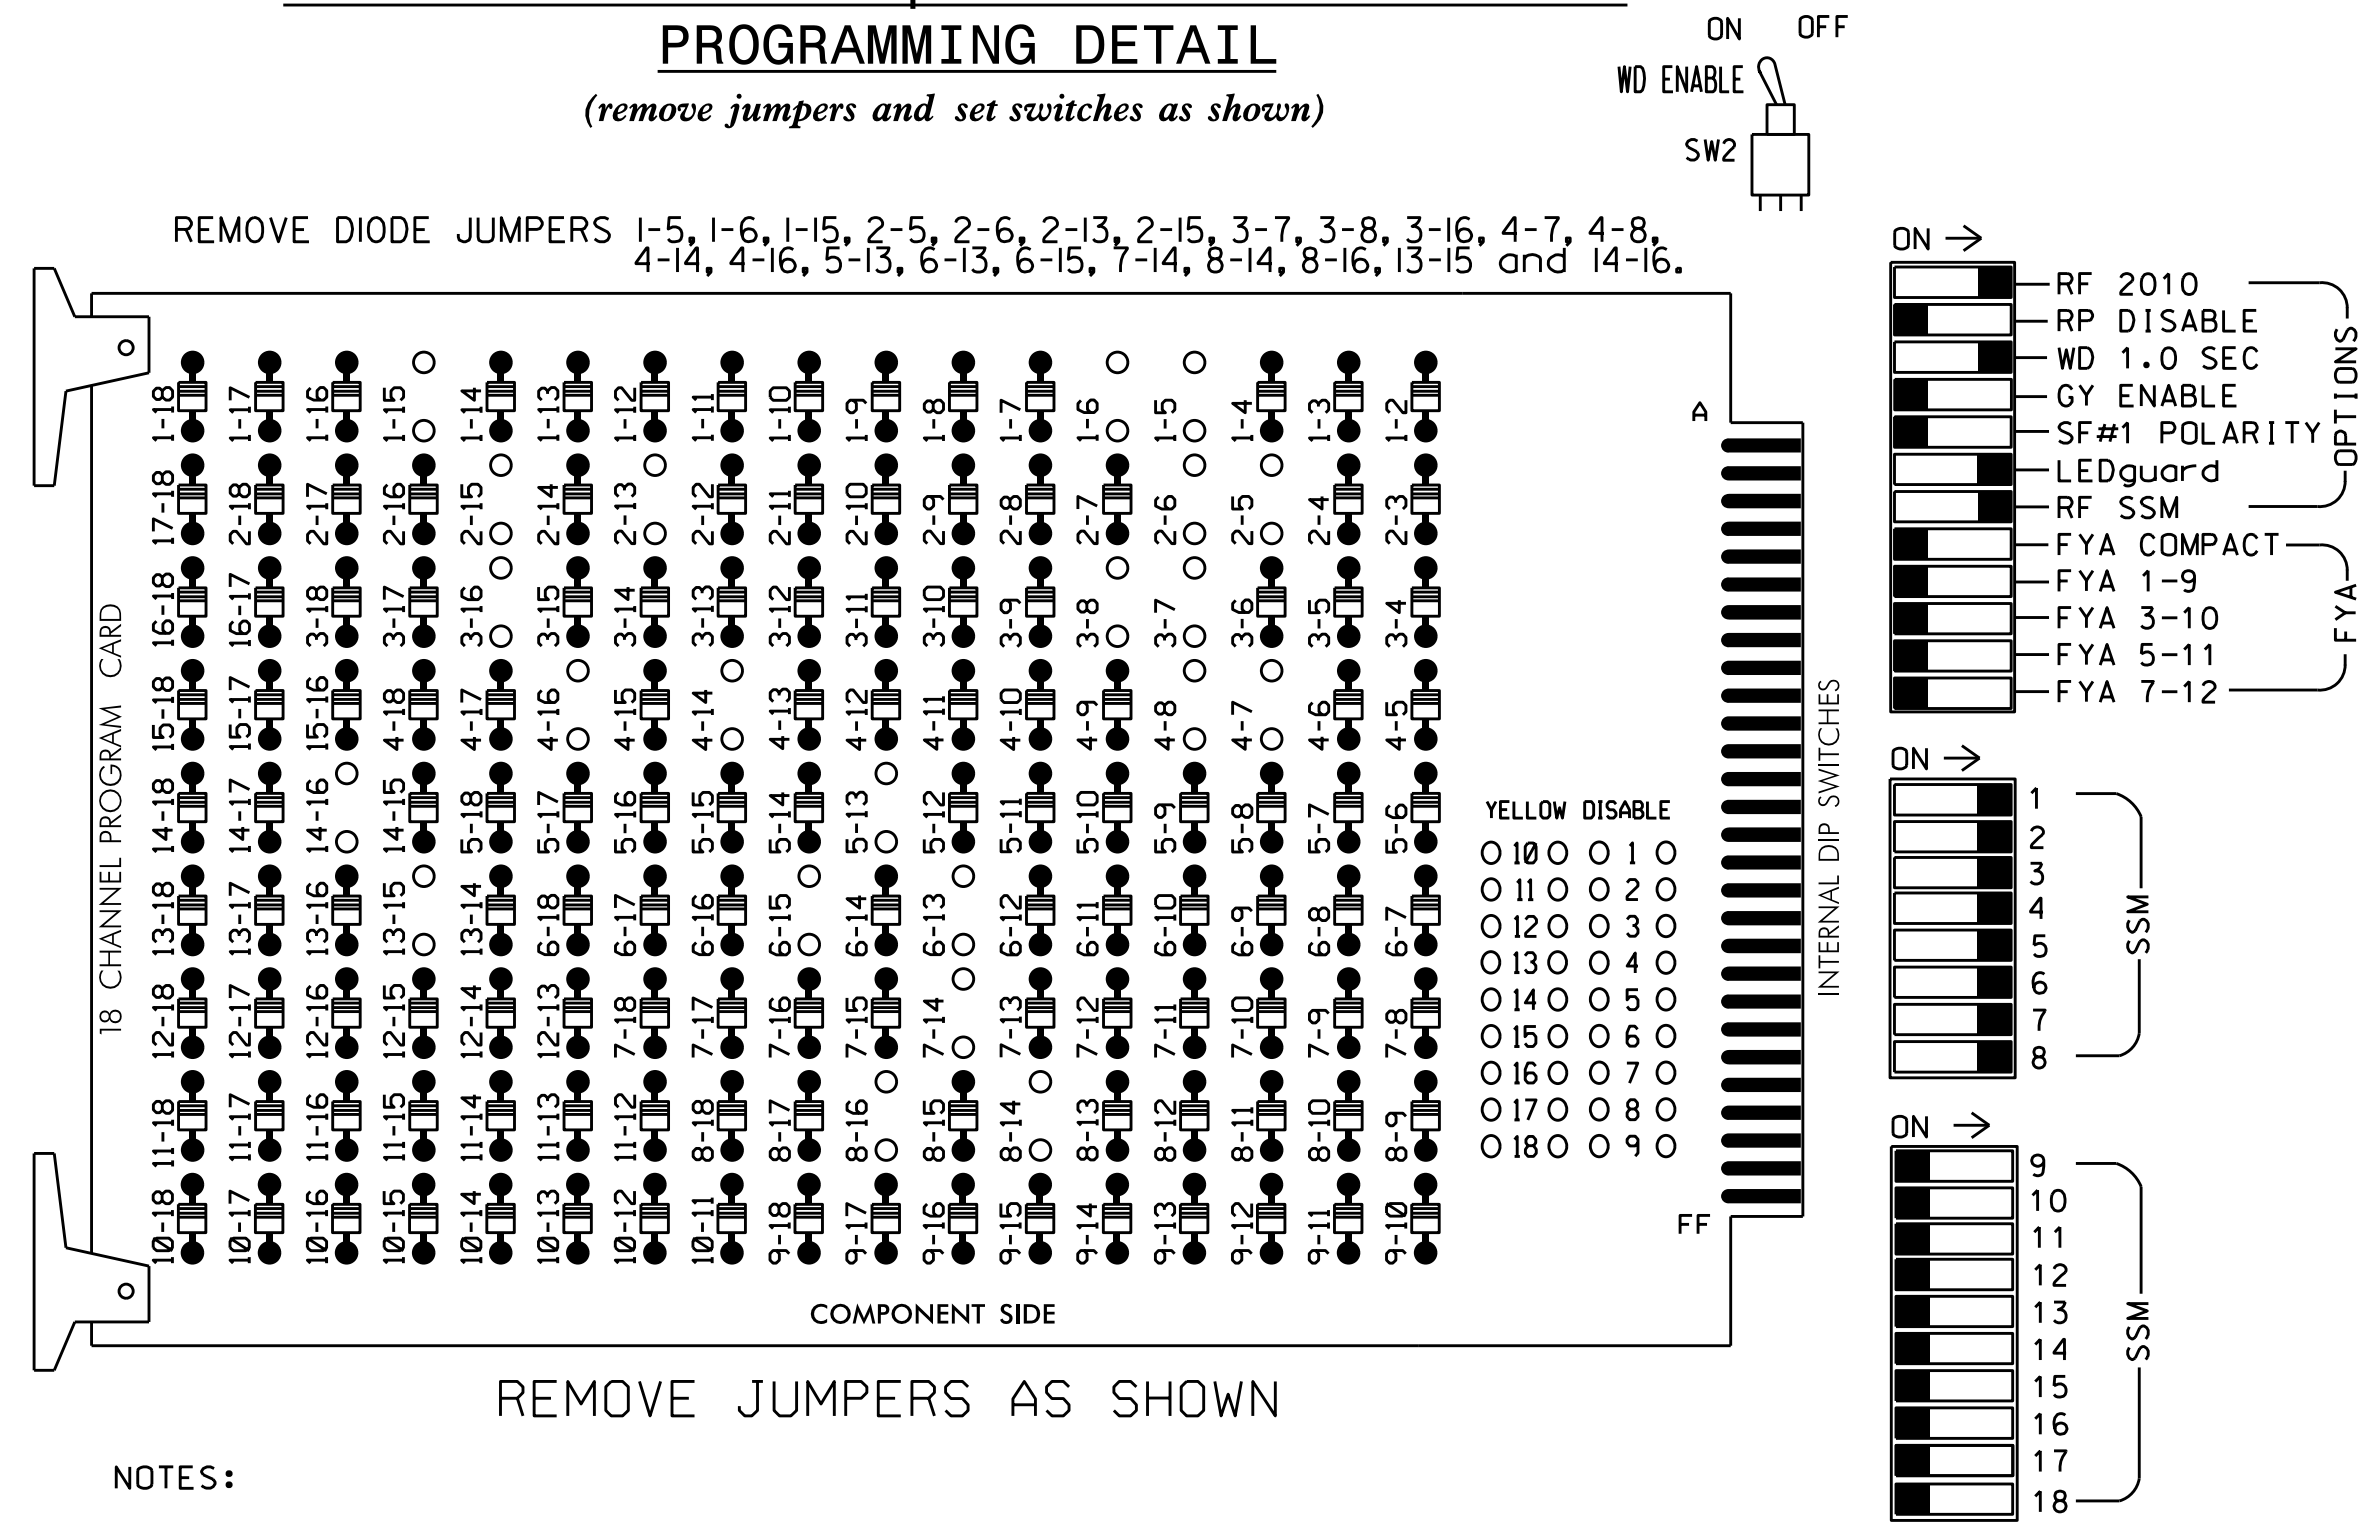 PROGRAMMING DETAIL
(remove jumpers and set switches as shown)
ON OFF
WD ENABLE
SW2
REMOVE DIODE JUMPERS 1-5, 1-6, 1-15, 2-5, 2-6, 2-13, 2-15, 3-7, 3-8, 3-16, 4-7, 4-8,
4-14, 4-16, 5-13, 6-13, 6-15, 7-14, 8-14, 8-16, 13-15 and 14-16.
18 CHANNEL PROGRAM CARD
1-18 1-17 1-16 1-15 1-14 1-13 1-12 1-11 1-10 1-9 1-8 1-7 1-6 1-5 1-4 1-3 1-2
17-18 2-18 2-17 2-16 2-15 2-14 2-13 2-12 2-11 2-10 2-9 2-8 2-7 2-6 2-5 2-4 2-3
16-18 16-17 3-18 3-17 3-16 3-15 3-14 3-13 3-12 3-11 3-10 3-9 3-8 3-7 3-6 3-5 3-4
15-18 15-17 15-16 4-18 4-17 4-16 4-15 4-14 4-13 4-12 4-11 4-10 4-9 4-8 4-7 4-6 4-5
14-18 14-17 14-16 14-15 5-18 5-17 5-16 5-15 5-14 5-13 5-12 5-11 5-10 5-9 5-8 5-7 5-6
13-18 13-17 13-16 13-15 13-14 6-18 6-17 6-16 6-15 6-14 6-13 6-12 6-11 6-10 6-9 6-8 6-7
12-18 12-17 12-16 12-15 12-14 12-13 7-18 7-17 7-16 7-15 7-14 7-13 7-12 7-11 7-10 7-9 7-8
11-18 11-17 11-16 11-15 11-14 11-13 11-12 8-18 8-17 8-16 8-15 8-14 8-13 8-12 8-11 8-10 8-9
10-18 10-17 10-16 10-15 10-14 10-13 10-12 10-11 9-18 9-17 9-16 9-15 9-14 9-13 9-12 9-11 9-10
YELLOW DISABLE
10 1
11 2
12 3
13 4
14 5
15 6
16 7
17 8
18 9
A
FF
COMPONENT SIDE
INTERNAL DIP SWITCHES
ON →
RF 2010
RP DISABLE
WD 1.0 SEC
GY ENABLE
SF#1 POLARITY
LEDguard
RF SSM
OPTIONS
FYA COMPACT
FYA 1-9
FYA 3-10
FYA 5-11
FYA 7-12
FYA
ON →
1
2
3
4
5
6
7
8
SSM
ON →
9
10
11
12
13
14
15
16
17
18
SSM
REMOVE JUMPERS AS SHOWN
NOTES: